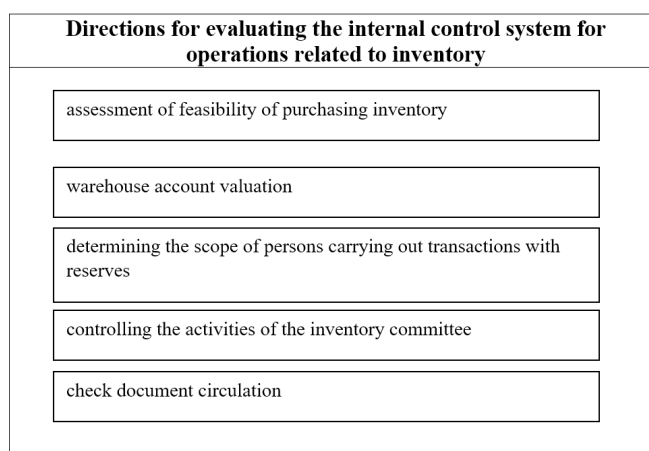 Directions for evaluating the internal control system for
operations related to inventory
assessment of feasibility of purchasing inventory
warehouse account valuation
determining the scope of persons carrying out transactions with
reserves
controlling the activities of the inventory committee
check document circulation